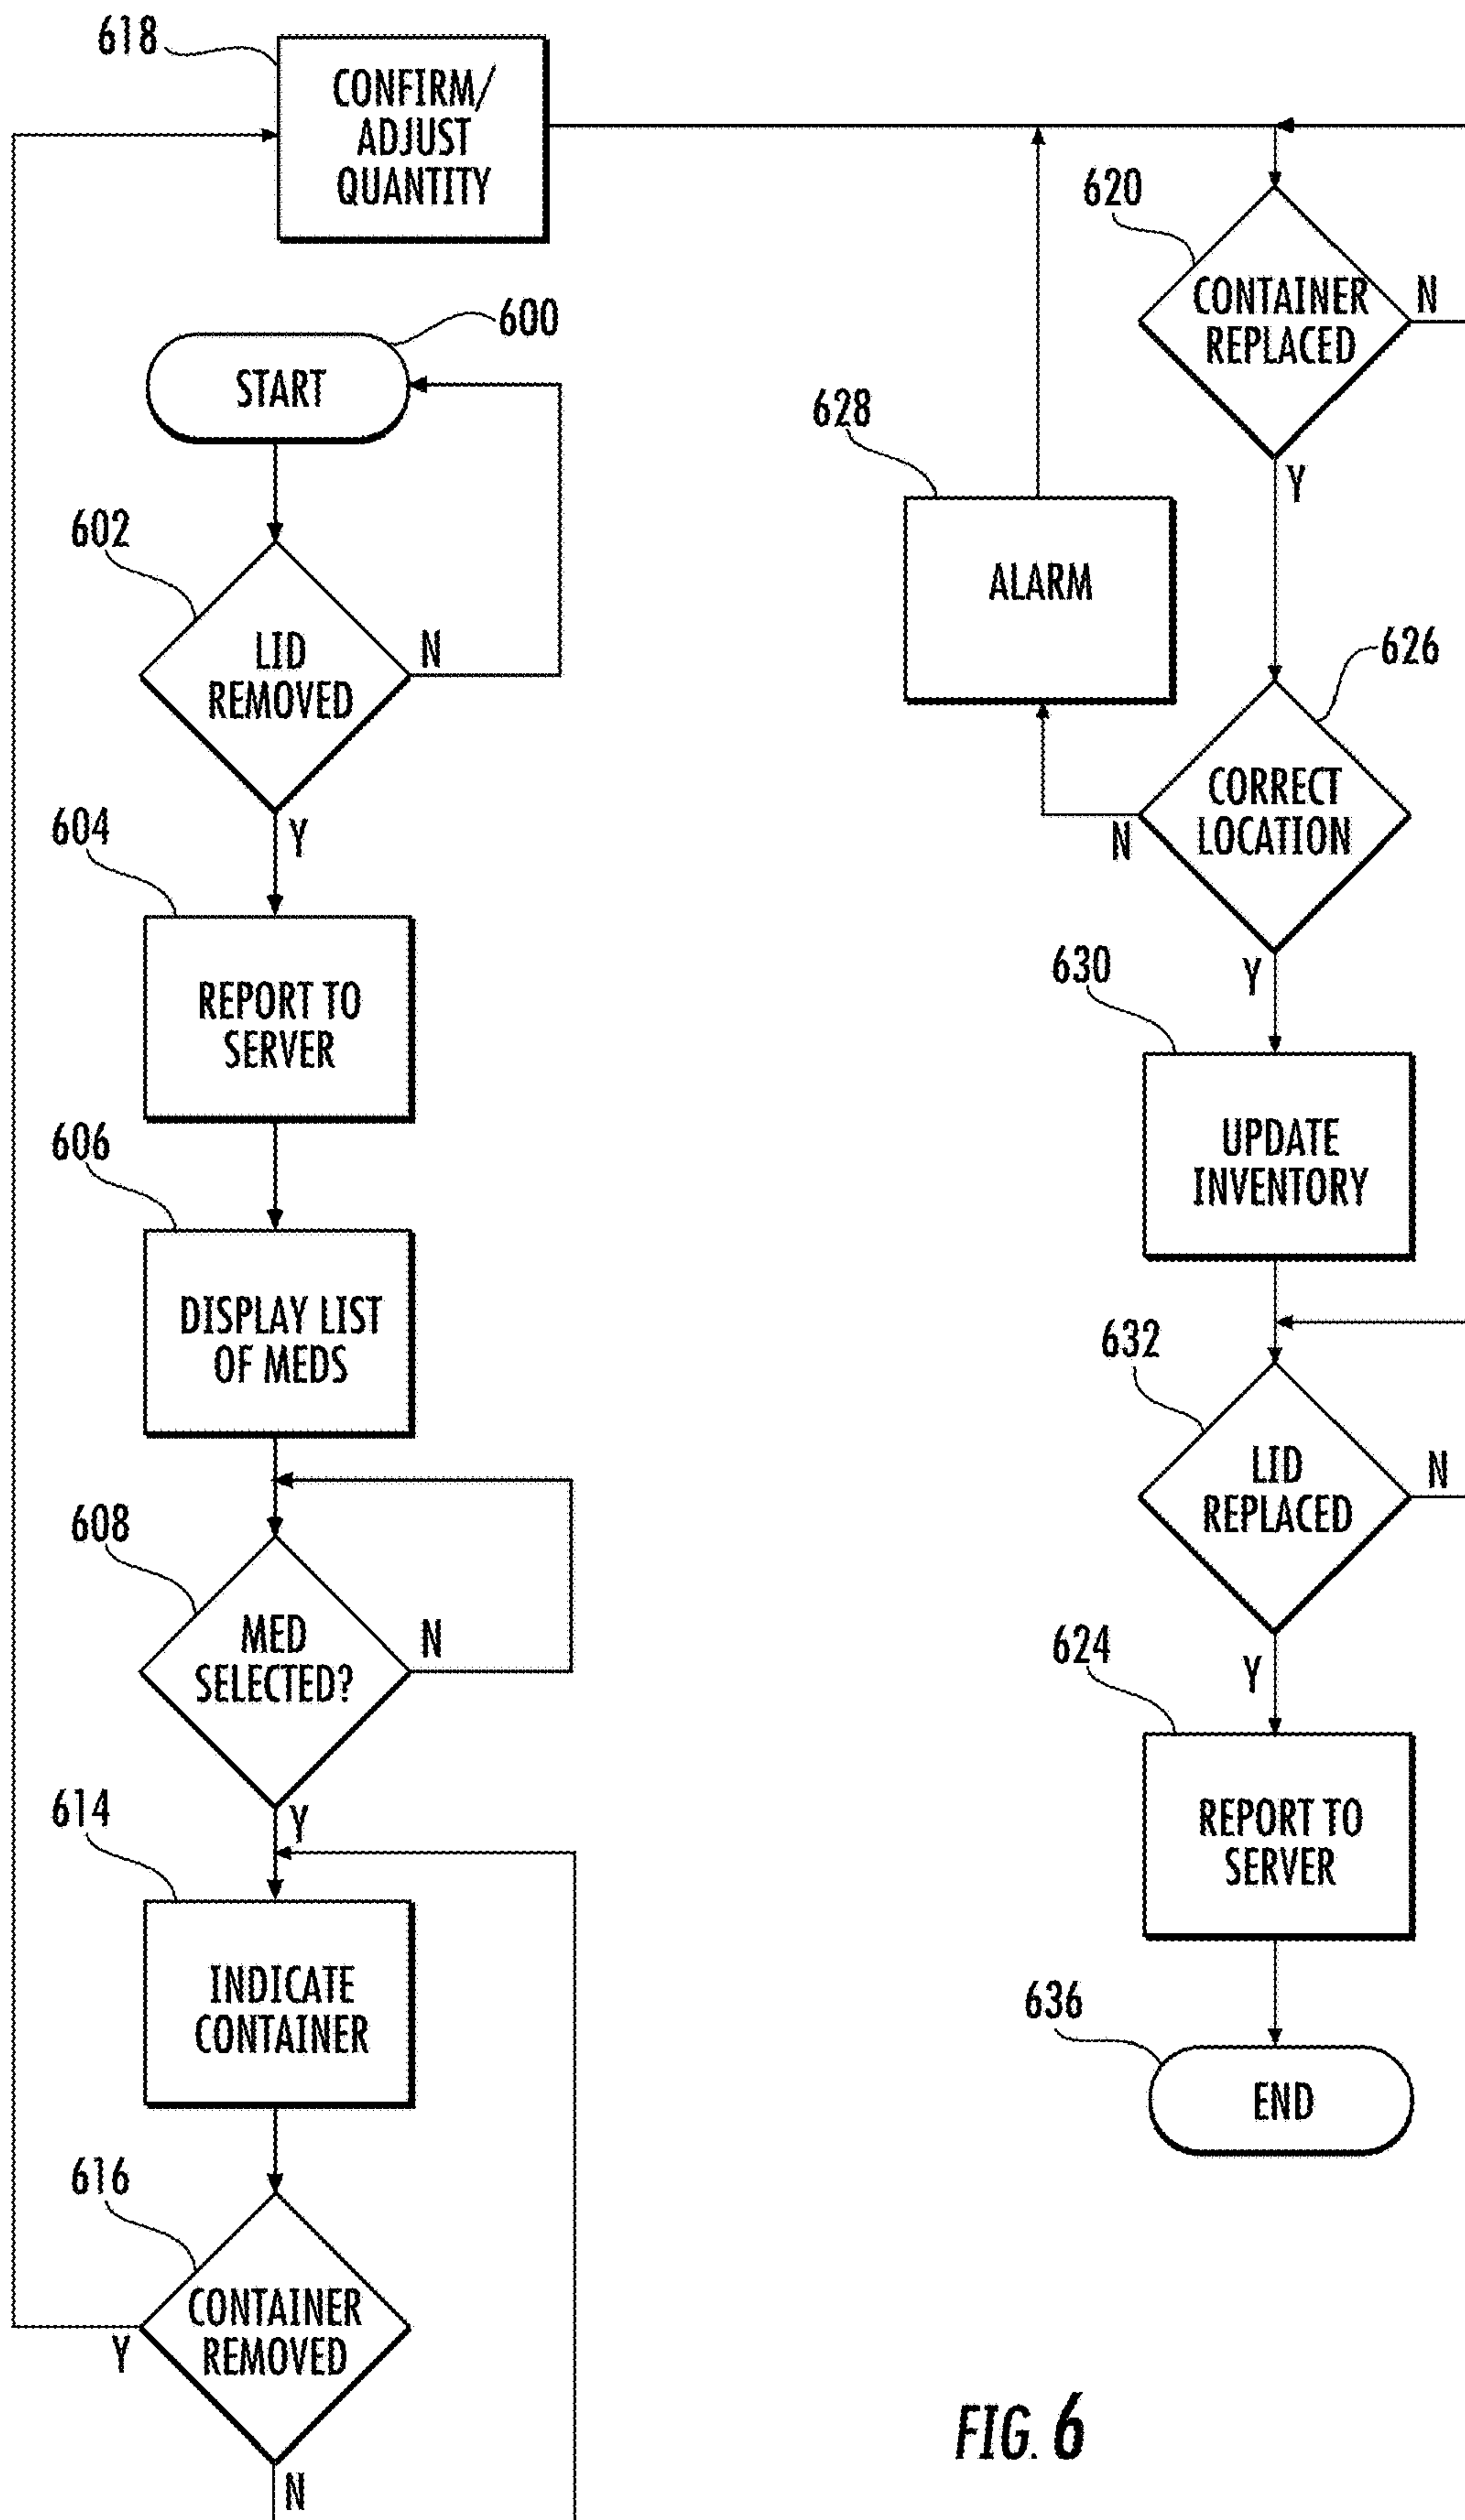 618
CONFIRM/
ADJUST
QUANTITY
600
START
602
LID
REMOVED
N
Y
604
REPORT TO
SERVER
606
DISPLAY LIST
OF MEDS
608
MED
SELECTED?
N
Y
614
INDICATE
CONTAINER
616
CONTAINER
REMOVED
Y
N
620
CONTAINER
REPLACED
N
Y
628
ALARM
626
CORRECT
LOCATION
N
Y
630
UPDATE
INVENTORY
632
LID
REPLACED
N
Y
624
REPORT TO
SERVER
636
END
FIG. 6